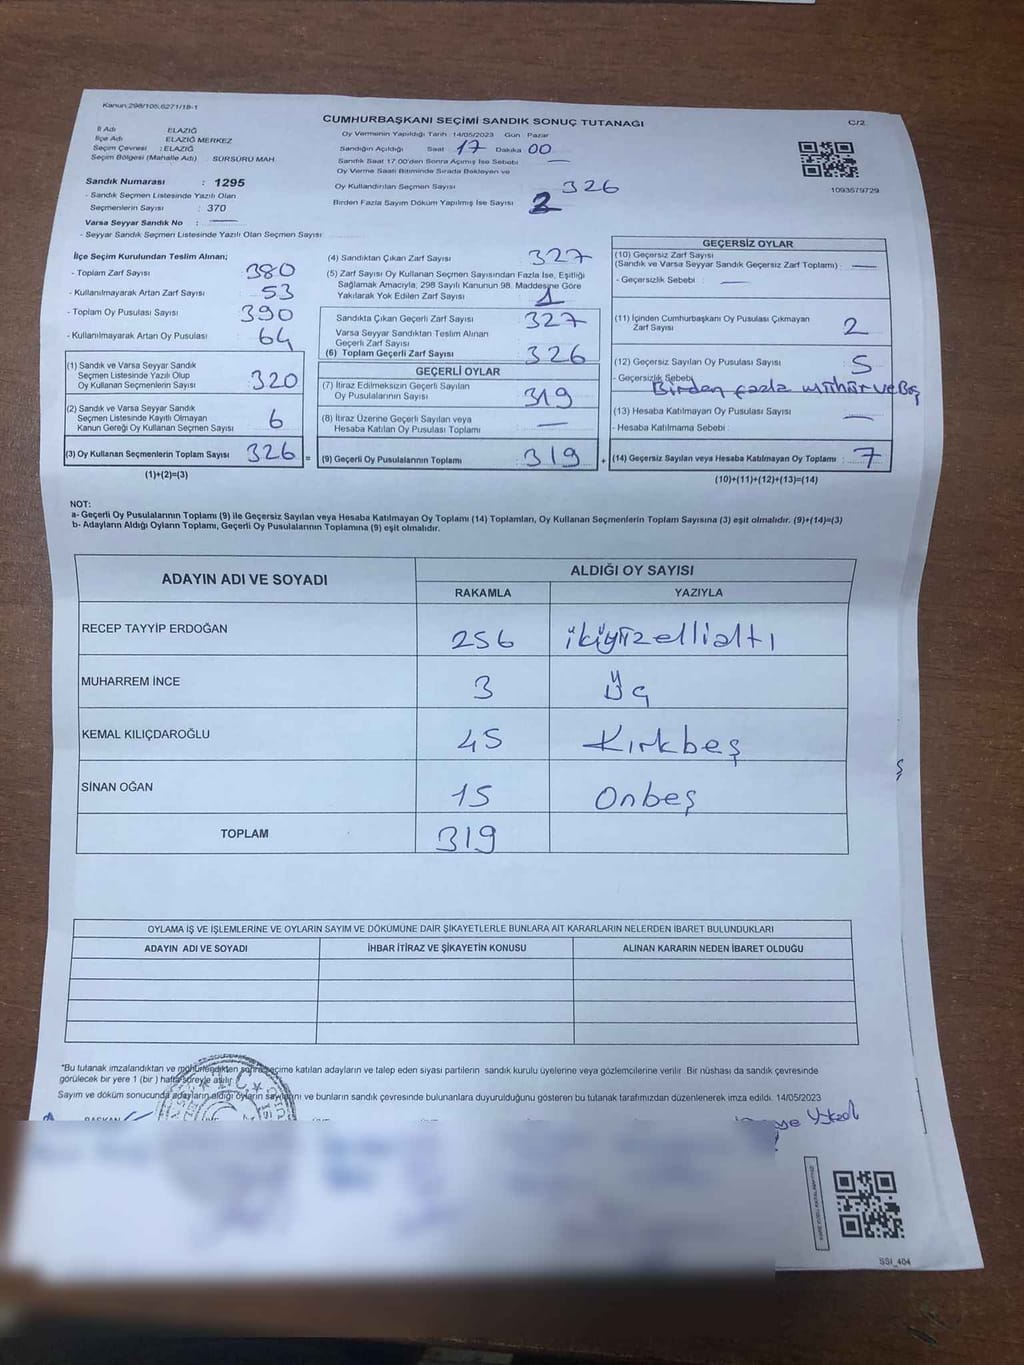 Kanun:298/105,6271/18-1
CUMHURBAŞKANI SEÇİMİ SANDIK SONUÇ TUTANAĞI
C/2
İl Adı ELAZIĞ
İlçe Adı ELAZIĞ MERKEZ
Seçim Çevresi : ELAZIĞ
Seçim Bölgesi (Mahalle Adı) SÜRSÜRÜ MAH.
Sandık Numarası : 1295
- Sandık Seçmen Listesinde Yazılı Olan
Seçmenlerin Sayısı : 370
Varsa Seyyar Sandık No :
- Seyyar Sandık Seçmen Listesinde Yazılı Olan Seçmen Sayısı
Oy Vermenin Yapıldığı Tarih :14/05/2023 Gün : Pazar
Sandığın Açıldığı Saat 17 Dakika 00
Sandık Saat 17.00'den Sonra Açımış İse Sebebi
Oy Verme Saati Bitiminde Sırada Bekleyen ve
Oy Kullandırılan Seçmen Sayısı 326
Birden Fazla Sayım Döküm Yapılmış İse Sayısı 2
1093579729
İlçe Seçim Kurulundan Teslim Alınan;
- Toplam Zarf Sayısı 380
- Kullanılmayarak Artan Zarf Sayısı 53
- Toplam Oy Pusulası Sayısı 390
- Kullanılmayarak Artan Oy Pusulası 64
(1) Sandık ve Varsa Seyyar Sandık
Seçmen Listesinde Yazılı Olup
Oy Kullanan Seçmenlerin Sayısı 320
(2) Sandık ve Varsa Seyyar Sandık
Seçmen Listesinde Kayıtlı Olmayan
Kanun Gereği Oy Kullanan Seçmen Sayısı 6
(3) Oy Kullanan Seçmenlerin Toplam Sayısı 326 =
(1)+(2)=(3)
(4) Sandıktan Çıkan Zarf Sayısı 327
(5) Zarf Sayısı Oy Kullanan Seçmen Sayısından Fazla İse, Eşitliği
Sağlamak Amacıyla, 298 Sayılı Kanunun 98. Maddesine Göre
Yakılarak Yok Edilen Zarf Sayısı 1
Sandıkta Çıkan Geçerli Zarf Sayısı 327
Varsa Seyyar Sandıktan Teslim Alınan
Geçerli Zarf Sayısı
(6) Toplam Geçerli Zarf Sayısı 326
GEÇERLİ OYLAR
(7) İtiraz Edilmeksizin Geçerli Sayılan
Oy Pusulalarının Sayısı 319
(8) İtiraz Üzerine Geçerli Sayılan veya
Hesaba Katılan Oy Pusulası Toplamı
(9) Geçerli Oy Pusulalarının Toplamı 319 +
GEÇERSİZ OYLAR
(10) Geçersiz Zarf Sayısı
(Sandık ve Varsa Seyyar Sandık Geçersiz Zarf Toplamı) :
- Geçersizlik Sebebi :
(11) İçinden Cumhurbaşkanı Oy Pusulası Çıkmayan
Zarf Sayısı 2
(12) Geçersiz Sayılan Oy Pusulası Sayısı 5
- Geçersizlik Sebebi
Birden fazla mühür ve Boş
(13) Hesaba Katılmayan Oy Pusulası Sayısı
- Hesaba Katılmama Sebebi :
(14) Geçersiz Sayılan veya Hesaba Katılmayan Oy Toplamı : 7
(10)+(11)+(12)+(13)=(14)
NOT:
a- Geçerli Oy Pusulalarının Toplamı (9) ile Geçersiz Sayılan veya Hesaba Katılmayan Oy Toplamı (14) Toplamları, Oy Kullanan Seçmenlerin Toplam Sayısına (3) eşit olmalıdır. (9)+(14)=(3)
b- Adayların Aldığı Oyların Toplamı, Geçerli Oy Pusulalarının Toplamına (9) eşit olmalıdır.
ADAYIN ADI VE SOYADI
ALDIĞI OY SAYISI
RAKAMLA YAZIYLA
RECEP TAYYİP ERDOĞAN 256 ikiyüzellialtı
MUHARREM İNCE 3 Üç
KEMAL KILIÇDAROĞLU 45 Kırkbeş
SİNAN OĞAN 15 Onbeş
TOPLAM 319
OYLAMA İŞ VE İŞLEMLERİNE VE OYLARIN SAYIM VE DÖKÜMÜNE DAİR ŞİKAYETLERLE BUNLARA AİT KARARLARIN NELERDEN İBARET BULUNDUKLARI
ADAYIN ADI VE SOYADI İHBAR İTİRAZ VE ŞİKAYETİN KONUSU ALINAN KARARIN NEDEN İBARET OLDUĞU
"Bu tutanak imzalandıktan ve mühürlendikten sonra seçime katılan adayların ve talep eden siyasi partilerin sandık kurulu üyelerine veya gözlemcilerine verilir. Bir nüshası da sandık çevresinde
görülecek bir yere 1 (bir) hafta süreyle asılır.
Sayım ve döküm sonucunda adayların aldığı oyların sayılarını ve bunların sandık çevresinde bulunanlara duyurulduğunu gösteren bu tutanak tarafımızdan düzenlenerek imza edildi. 14/05/2023
BAŞKAN
SSI_404